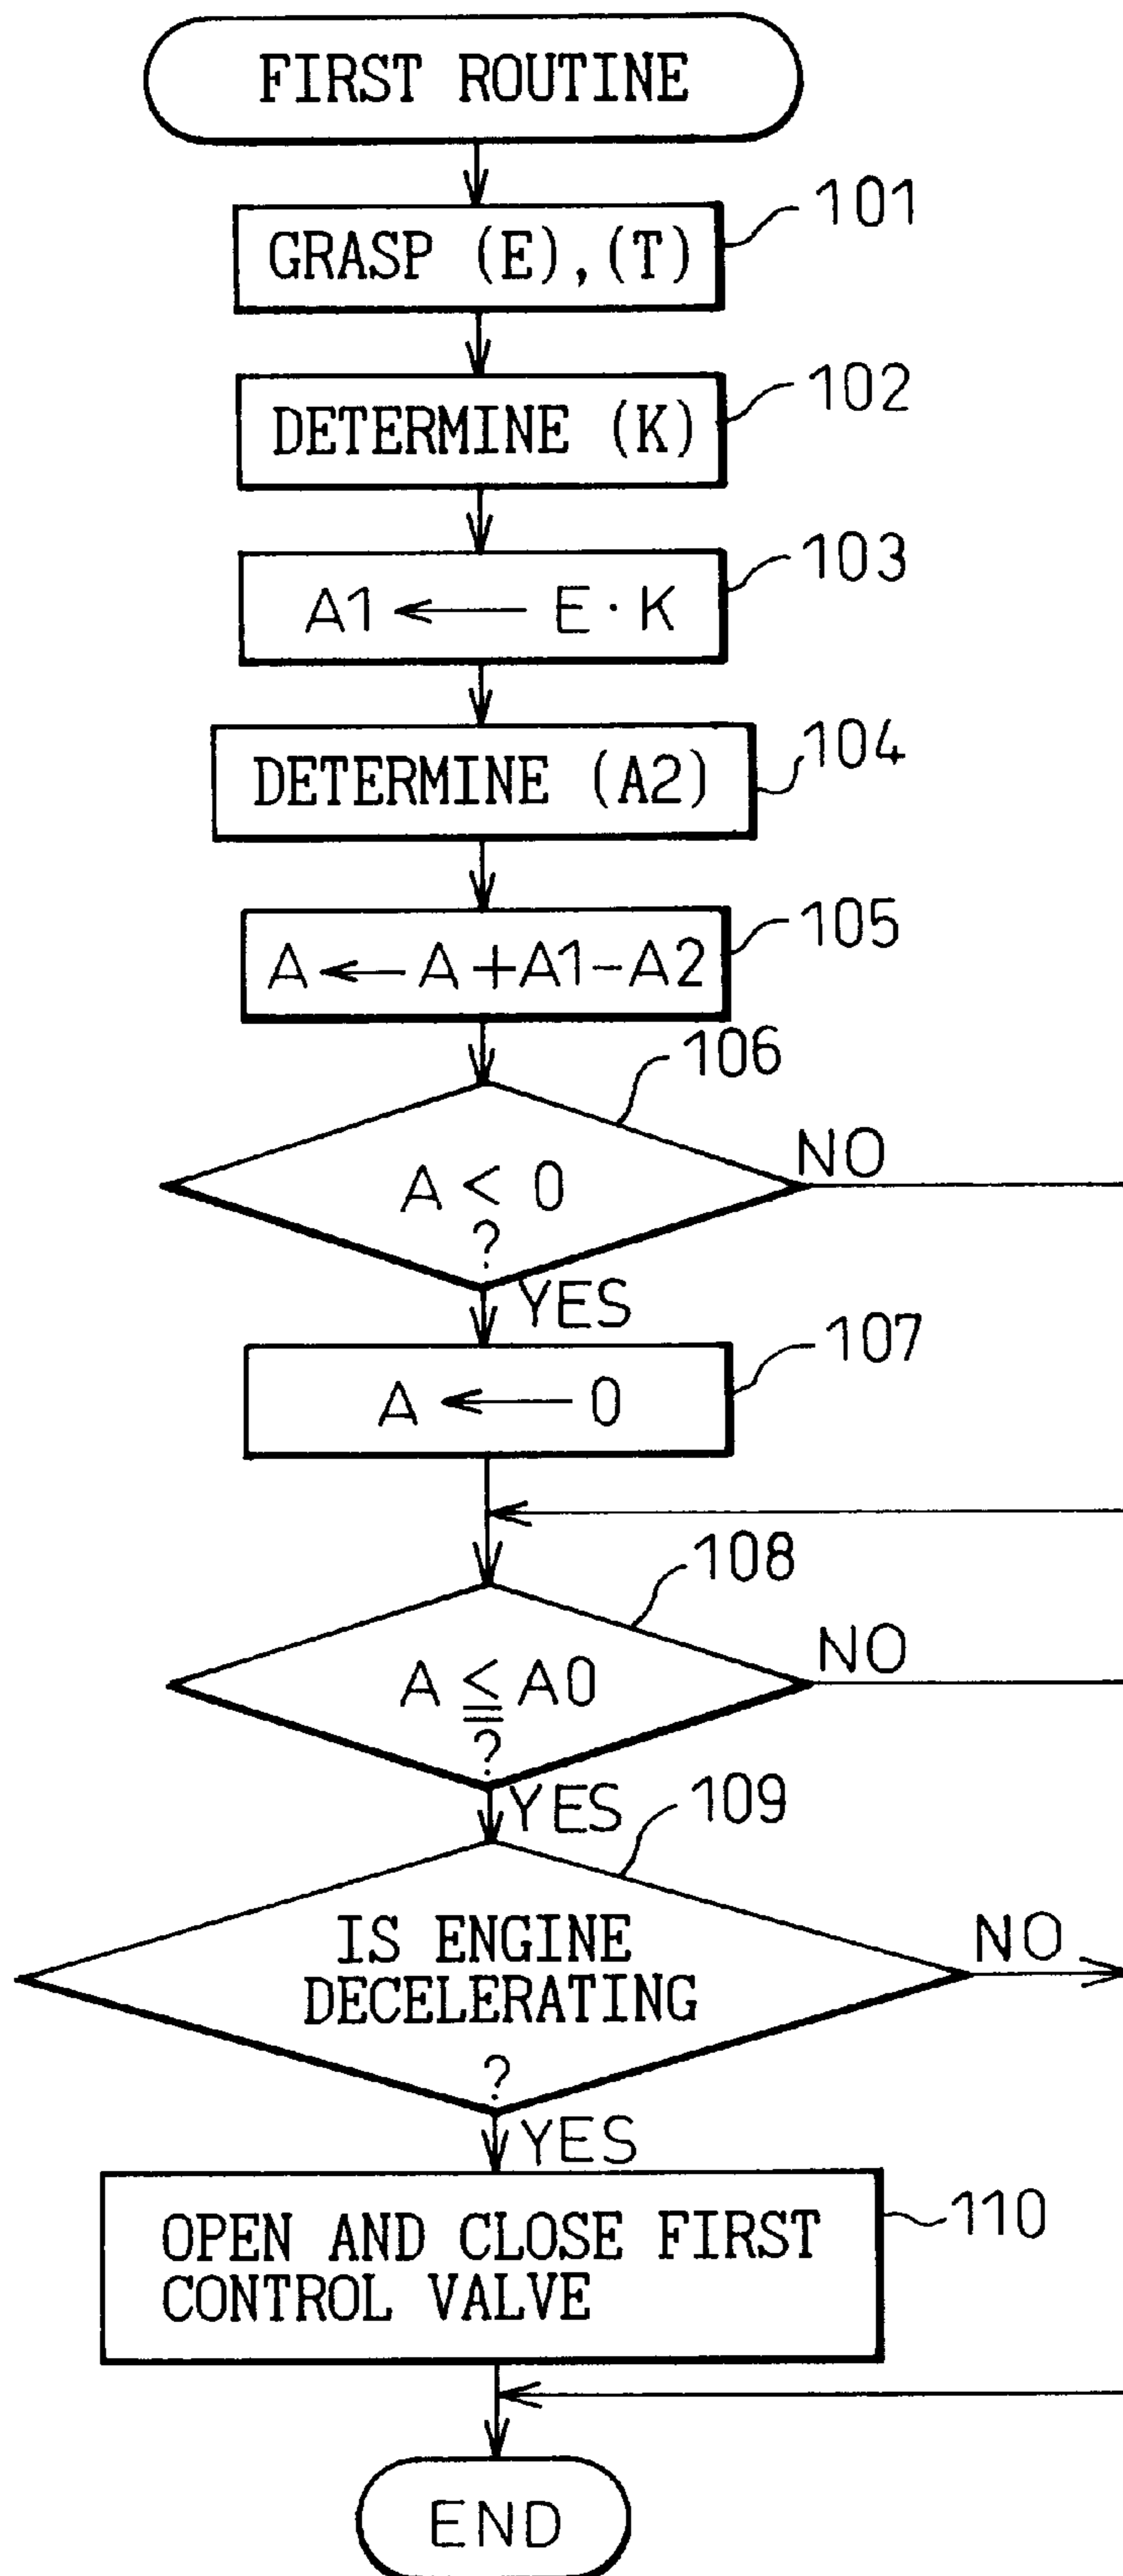 FIRST ROUTINE
101
GRASP (E), (T)
102
DETERMINE (K)
103
A1 ← E · K
104
DETERMINE (A2)
105
A ← A + A1 - A2
106
A < 0
?
NO
YES
107
A ← 0
108
A ≦ A0
?
NO
YES
109
IS ENGINE
DECELERATING
?
NO
YES
110
OPEN AND CLOSE FIRST
CONTROL VALVE
END